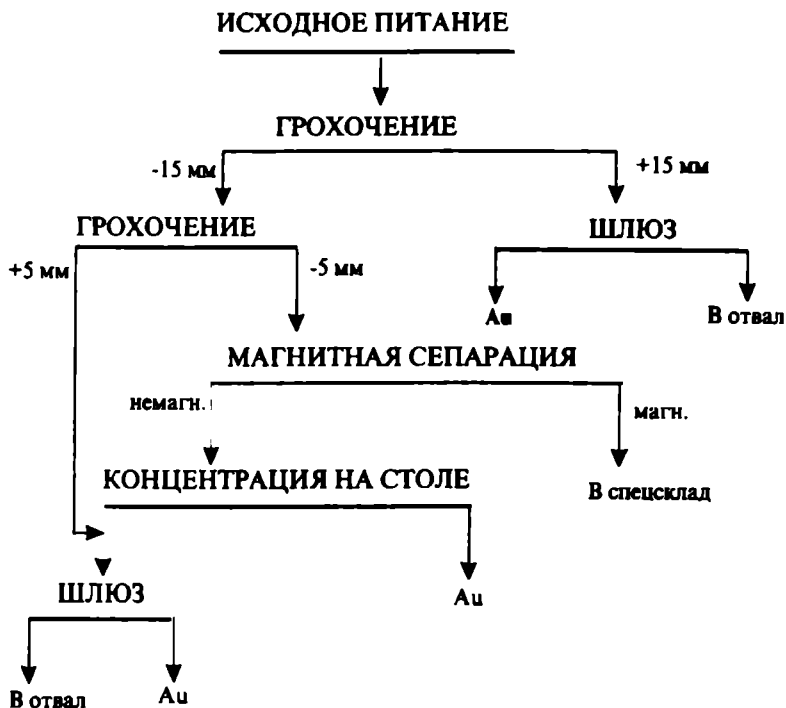 ИСХОДНОЕ ПИТАНИЕ
ГРОХОЧЕНИЕ
-15 мм
+15 мм
ГРОХОЧЕНИЕ
ШЛЮЗ
+5 мм
-5 мм
Au
В отвал
МАГНИТНАЯ СЕПАРАЦИЯ
немагн.
магн.
КОНЦЕНТРАЦИЯ НА СТОЛЕ
В спецсклад
ШЛЮЗ
Au
В отвал
Au